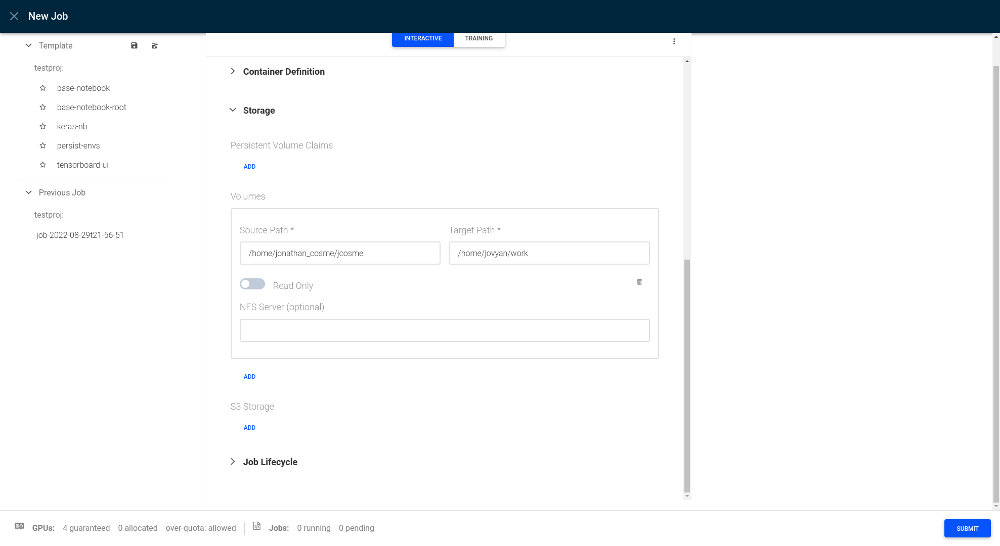 New Job
Template
testproj:
base-notebook
base-notebook-root
keras-nb
persist-envs
tensorboard-ui
Previous Job
testproj:
job-2022-08-29t21-56-51
INTERACTIVE TRAINING
Container Definition
Storage
Persistent Volume Claims
ADD
Volumes
Source Path * Target Path *
/home/jonathan_cosme/jcosme /home/jovyan/work
Read Only
NFS Server (optional)
ADD
S3 Storage
ADD
Job Lifecycle
GPUs: 4 guaranteed 0 allocated over-quota: allowed Jobs: 0 running 0 pending SUBMIT